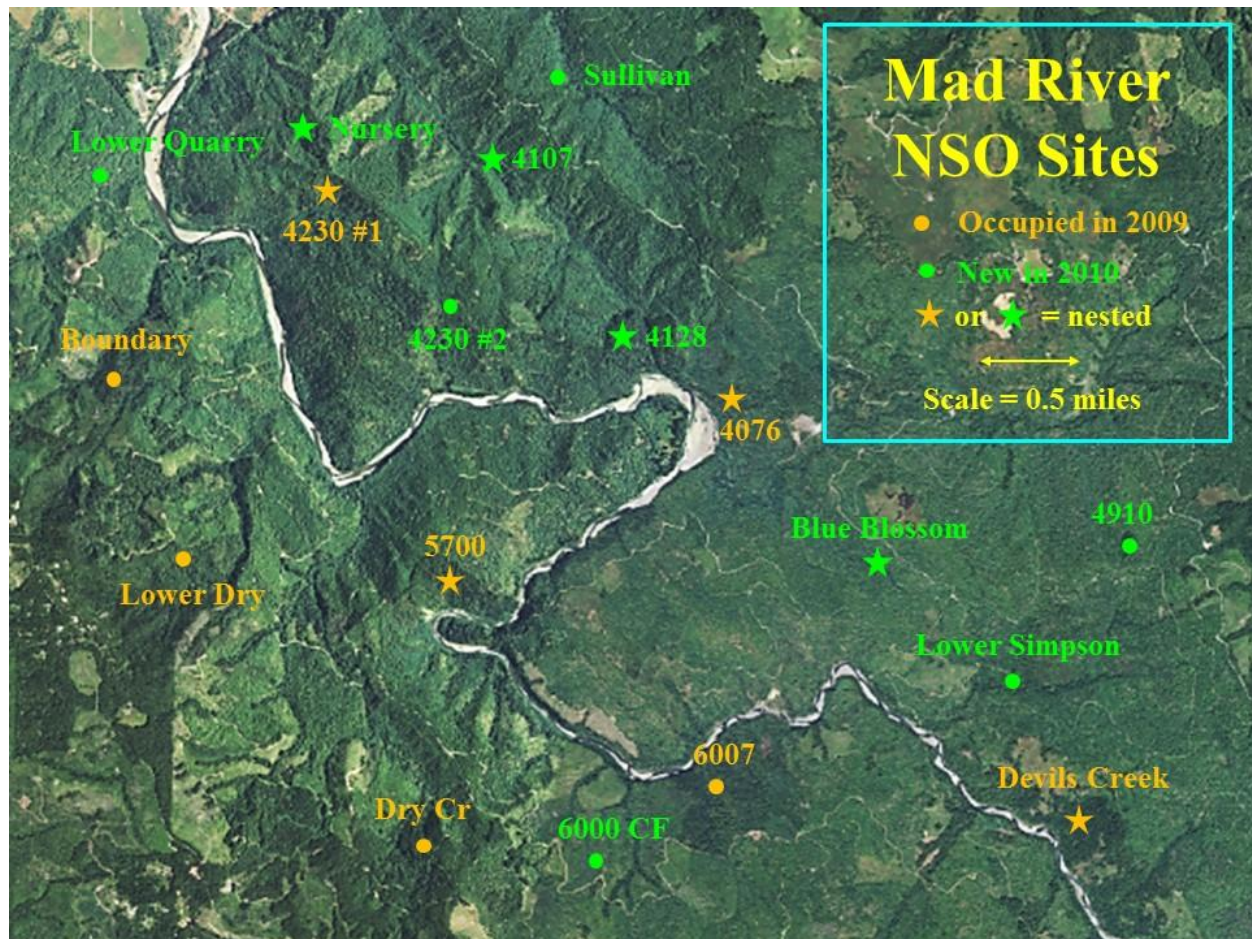 Mad River
NSO Sites
Occupied in 2009
New in 2010
or = nested
Scale = 0.5 miles
Sullivan
Nursery
Lower Quarry
4107
4230 #1
4230 #2
4128
Boundary
4076
4910
Blue Blossom
5700
Lower Dry
Lower Simpson
6007
Devils Creek
Dry Cr
6000 CF